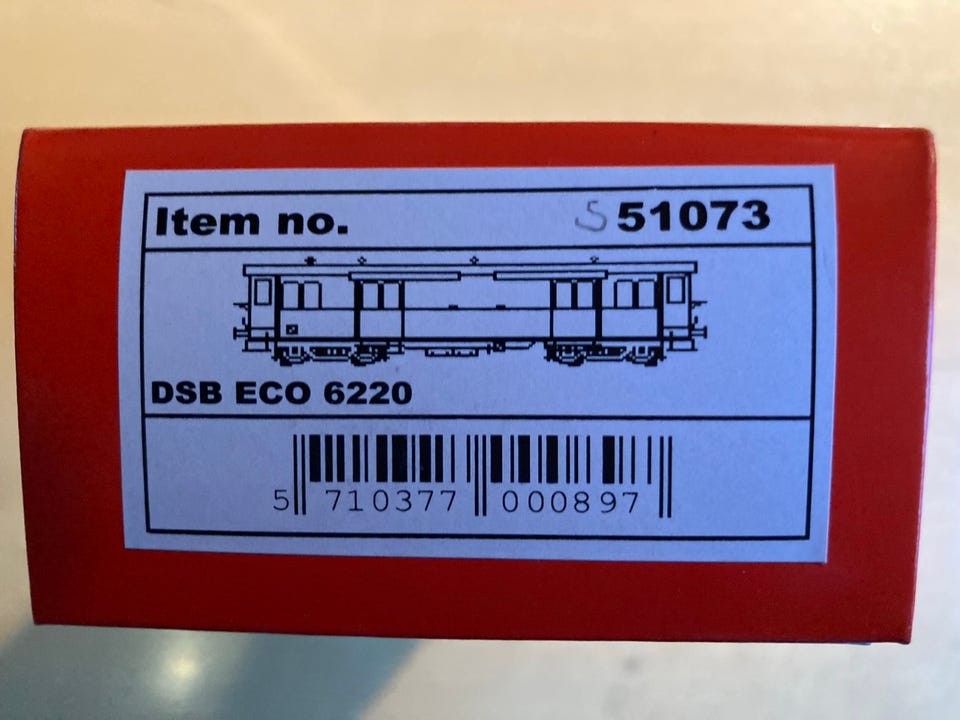 Item no. S 51073
DSB ECO 6220
5 710377 000897